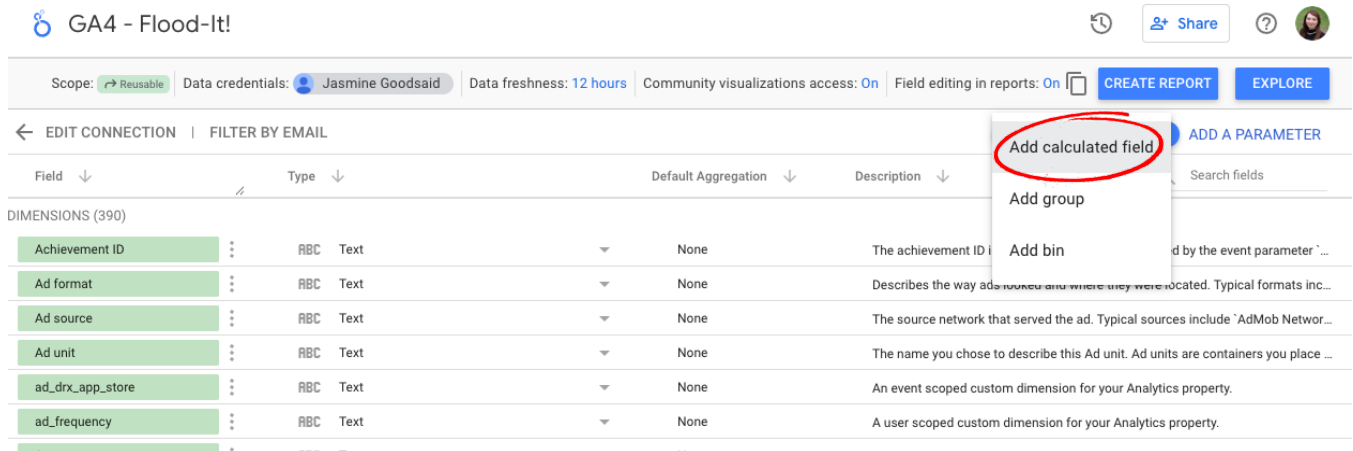 GA4 - Flood-It!
Share
Scope: Reusable Data credentials: Jasmine Goodsaid Data freshness: 12 hours Community visualizations access: On Field editing in reports: On CREATE REPORT EXPLORE
EDIT CONNECTION | FILTER BY EMAIL
ADD A PARAMETER
Add calculated field
Add group
Add bin
Field Type Default Aggregation Description Search fields
DIMENSIONS (390)
Achievement ID ABC Text None The achievement ID i d by the event parameter `...
Ad format ABC Text None Describes the way ads looked and where they were located. Typical formats inc...
Ad source ABC Text None The source network that served the ad. Typical sources include `AdMob Networ...
Ad unit ABC Text None The name you chose to describe this Ad unit. Ad units are containers you place ...
ad_drx_app_store ABC Text None An event scoped custom dimension for your Analytics property.
ad_frequency ABC Text None A user scoped custom dimension for your Analytics property.